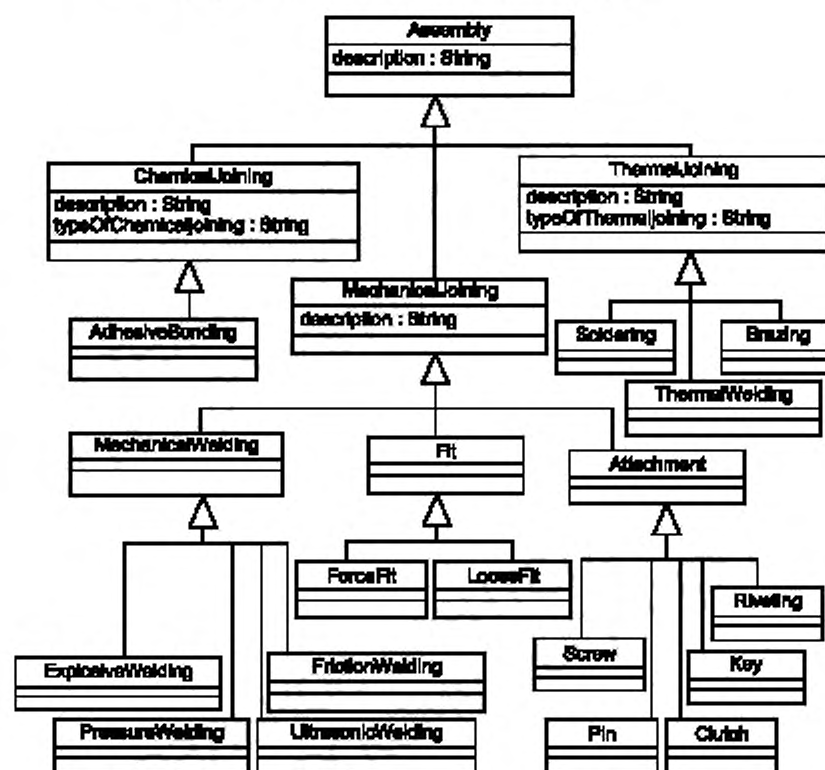 Assembly
description : String
ChemicalJoining
description : String
typeOfChemicaljoining : String
ThermalJoining
description : String
typeOfThermaljoining : String
MechanicalJoining
description : String
AdhesiveBonding
Soldering
Brazing
ThermalWelding
MechanicalWelding
Fit
Attachment
ForceFit
LooseFit
Riveting
Screw
Key
ExplosiveWelding
FrictionWelding
PressureWelding
UltrasonicWelding
Pin
Clutch